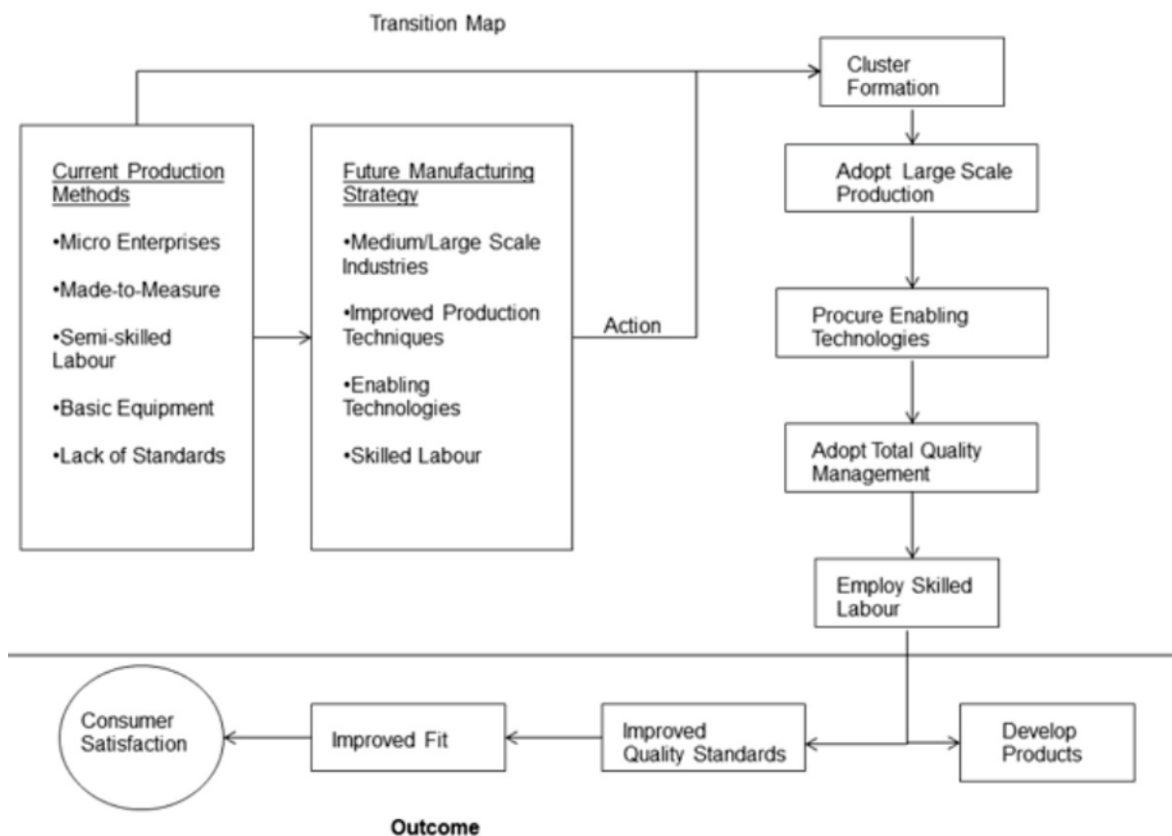 Transition Map
Cluster
Formation
Current Production
Methods
•Micro Enterprises
•Made-to-Measure
•Semi-skilled
Labour
•Basic Equipment
•Lack of Standards
Future Manufacturing
Strategy
•Medium/Large Scale
Industries
•Improved Production
Techniques
•Enabling
Technologies
•Skilled Labour
Action
Adopt Large Scale
Production
Procure Enabling
Technologies
Adopt Total Quality
Management
Employ Skilled
Labour
Consumer
Satisfaction
Improved Fit
Improved
Quality Standards
Develop
Products
Outcome